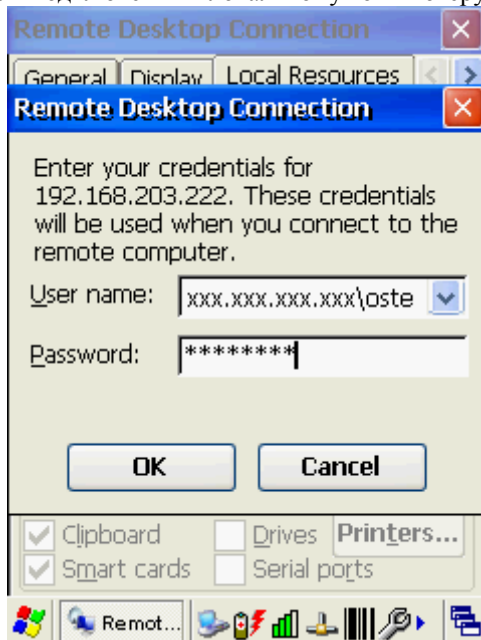 Remote Desktop Connection
General Display Local Resources
Remote Desktop Connection
Enter your credentials for
192.168.203.222. These credentials
will be used when you connect to the
remote computer.
User name: xxx.xxx.xxx.xxx\oste
Password: ********
OK Cancel
Clipboard Drives Printers...
Smart cards Serial ports
Remot...